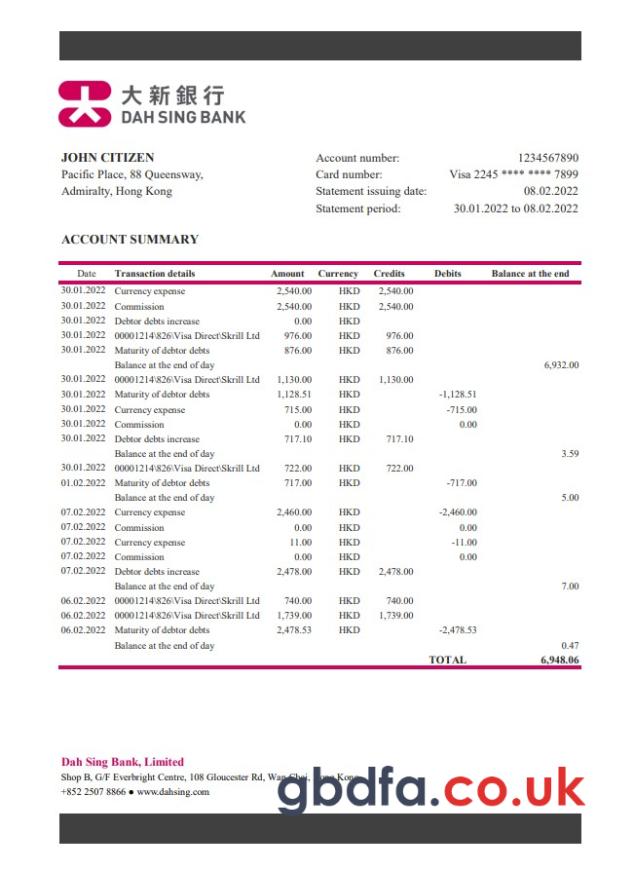 大新銀行
DAH SING BANK
JOHN CITIZEN
Pacific Place, 88 Queensway,
Admiralty, Hong Kong
Account number: 1234567890
Card number: Visa 2245 **** **** 7899
Statement issuing date: 08.02.2022
Statement period: 30.01.2022 to 08.02.2022
ACCOUNT SUMMARY
Date Transaction details Amount Currency Credits Debits Balance at the end
30.01.2022 Currency expense 2,540.00 HKD 2,540.00
30.01.2022 Commission 2,540.00 HKD 2,540.00
30.01.2022 Debtor debts increase 0.00 HKD
30.01.2022 00001214\826\Visa Direct\Skrill Ltd 976.00 HKD 976.00
30.01.2022 Maturity of debtor debts 876.00 HKD 876.00
Balance at the end of day 6,932.00
30.01.2022 00001214\826\Visa Direct\Skrill Ltd 1,130.00 HKD 1,130.00
30.01.2022 Maturity of debtor debts 1,128.51 HKD -1,128.51
30.01.2022 Currency expense 715.00 HKD -715.00
30.01.2022 Commission 0.00 HKD 0.00
30.01.2022 Debtor debts increase 717.10 HKD 717.10
Balance at the end of day 3.59
30.01.2022 00001214\826\Visa Direct\Skrill Ltd 722.00 HKD 722.00
01.02.2022 Maturity of debtor debts 717.00 HKD -717.00
Balance at the end of day 5.00
07.02.2022 Currency expense 2,460.00 HKD -2,460.00
07.02.2022 Commission 0.00 HKD 0.00
07.02.2022 Currency expense 11.00 HKD -11.00
07.02.2022 Commission 0.00 HKD 0.00
07.02.2022 Debtor debts increase 2,478.00 HKD 2,478.00
Balance at the end of day 7.00
06.02.2022 00001214\826\Visa Direct\Skrill Ltd 740.00 HKD 740.00
06.02.2022 00001214\826\Visa Direct\Skrill Ltd 1,739.00 HKD 1,739.00
06.02.2022 Maturity of debtor debts 2,478.53 HKD -2,478.53
Balance at the end of day 0.47
TOTAL 6,948.06
Dah Sing Bank, Limited
Shop B, G/F Everbright Centre, 108 Gloucester Rd, Wan Chai, Hong Kong
+852 2507 8866 ● www.dahsing.com
gbdfa.co.uk